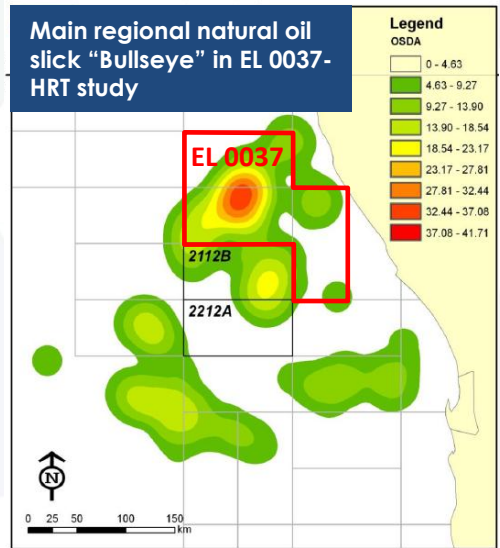 Main regional natural oil
slick “Bullseye” in EL 0037-
HRT study
Legend
OSDA
0 - 4.63
4.63 - 9.27
9.27 - 13.90
13.90 - 18.54
18.54 - 23.17
23.17 - 27.81
27.81 - 32.44
32.44 - 37.08
37.08 - 41.71
EL 0037
2112B
2212A
N
0 25 50 100 150
km